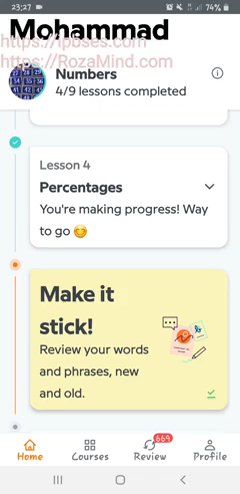 23:27
74%
Mohammad
https://ipbses.com
https://RozaMind.com
Numbers
4/9 lessons completed
Lesson 4
Percentages
You're making progress! Way
to go 😊
Make it
stick!
Review your words
and phrases, new
and old.
669
Home
Courses
Review
Profile